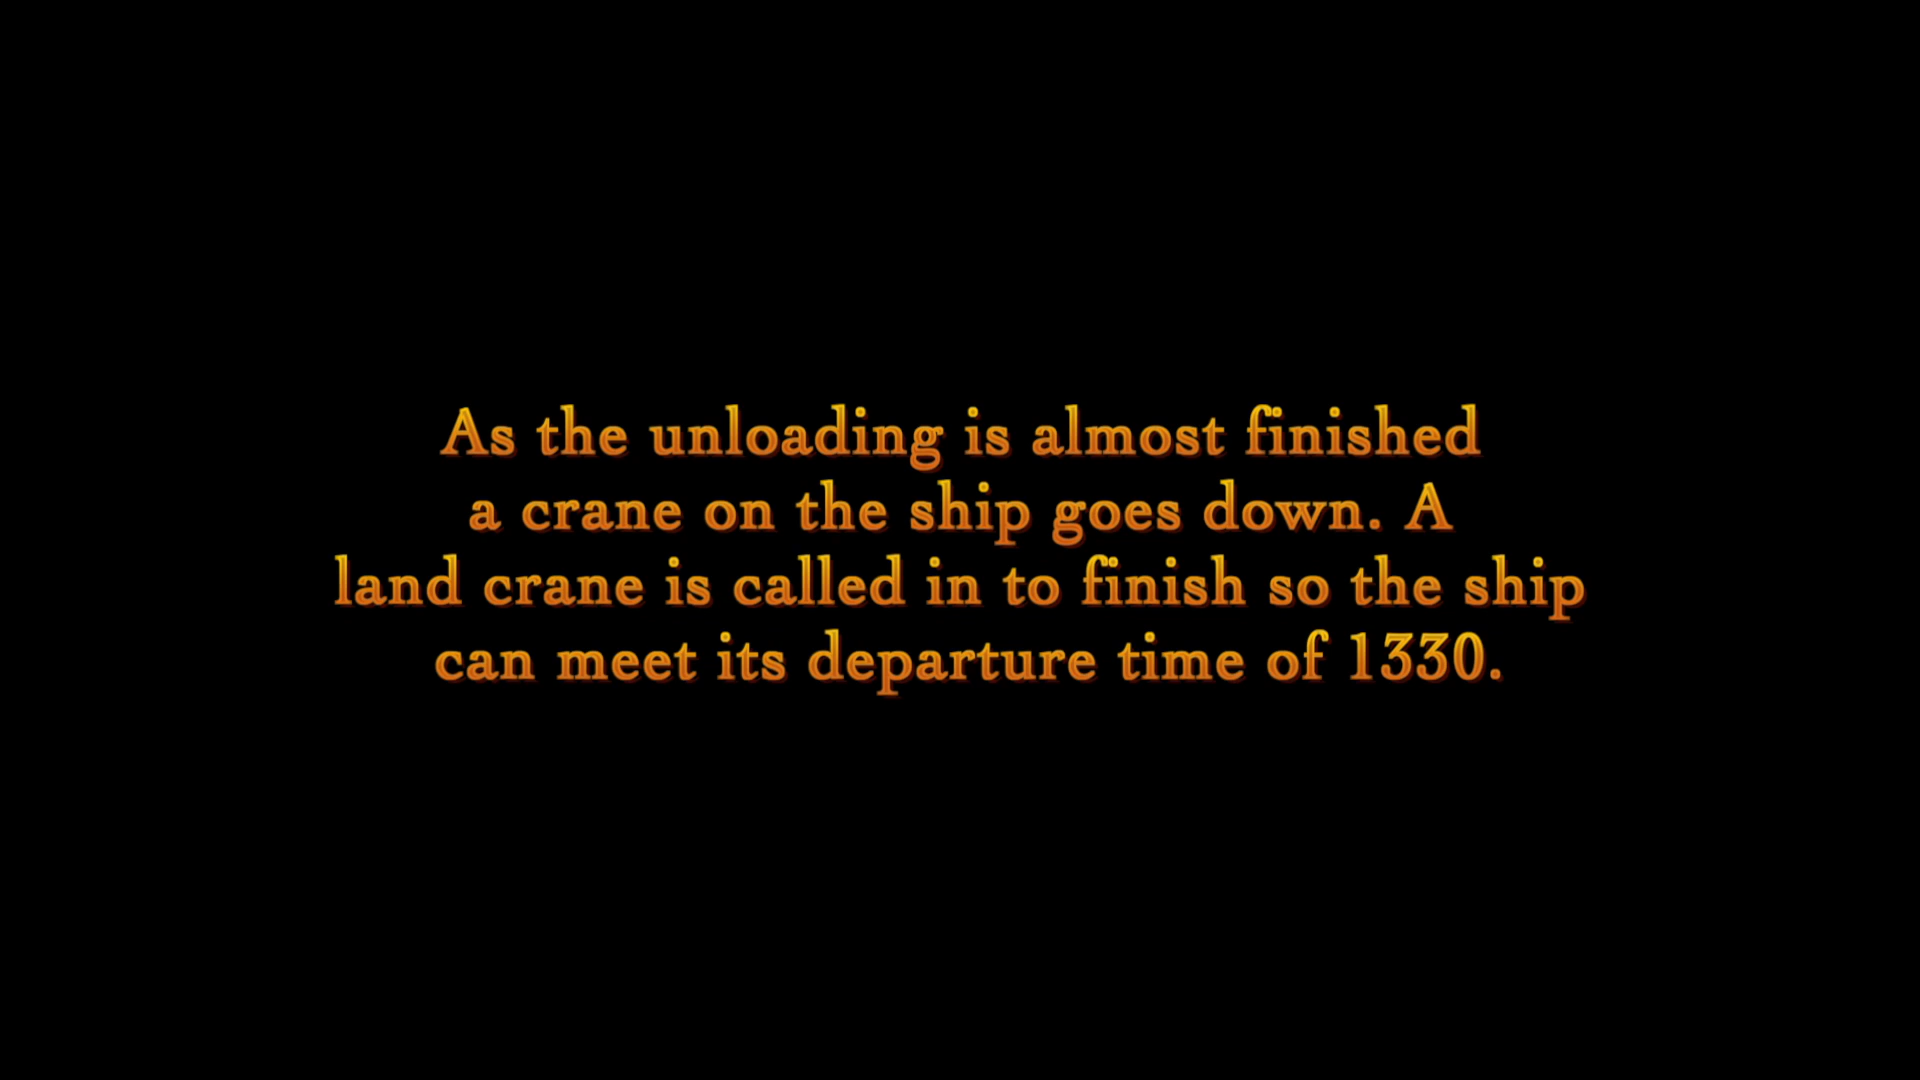 As the unloading is almost finished
a crane on the ship goes down. A
land crane is called in to finish so the ship
can meet its departure time of 1330.